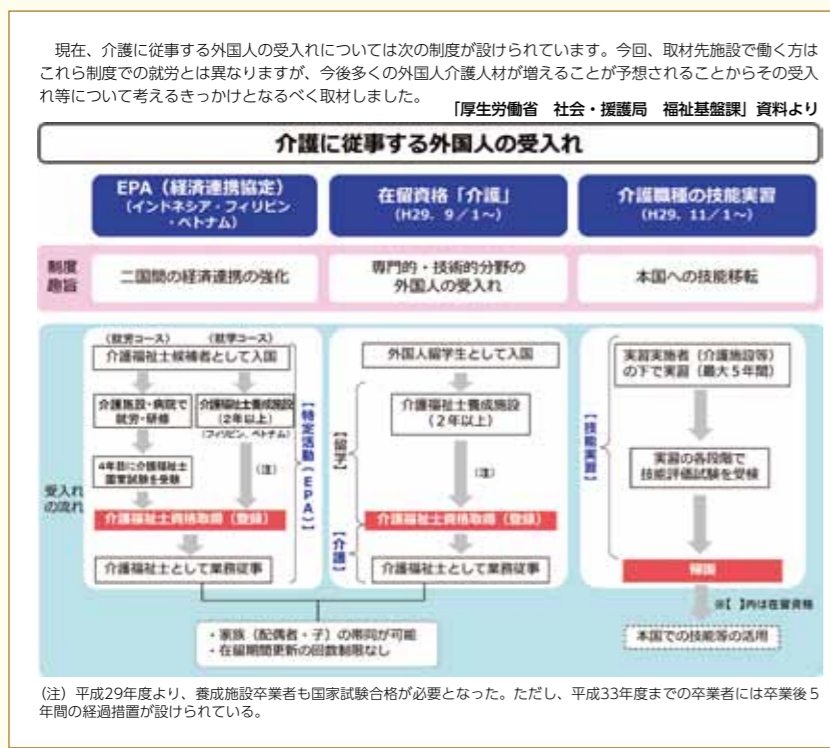 現在、介護に従事する外国人の受入れについては次の制度が設けられています。今回、取材先施設で働く方は
これら制度での就労とは異なりますが、今後多くの外国人介護人材が増えることが予想されることからその受入
れ等について考えるきっかけとなるべく取材しました。
「厚生労働省　社会・援護局　福祉基盤課」資料より
介護に従事する外国人の受入れ
EPA（経済連携協定）
（インドネシア・フィリピン
・ベトナム）
在留資格「介護」
（H29．9／1～）
介護職種の技能実習
（H29．11／1～）
制度
趣旨
二国間の経済連携の強化
専門的・技術的分野の
外国人の受入れ
本国への技能移転
受入れ
の流れ
（就労コース）
（就学コース）
介護福祉士候補者として入国
介護施設・病院で
就労・研修
介護福祉士養成施設
（2年以上）
（フィリピン、ベトナム）
4年目に介護福祉士
国家試験を受験
（注）
介護福祉士資格取得（登録）
介護福祉士として業務従事
【特定活動（EPA）】
外国人留学生として入国
介護福祉士養成施設
（2年以上）
（注）
【留学】
介護福祉士資格取得（登録）
【介護】
介護福祉士として業務従事
・家族（配偶者・子）の帯同が可能
・在留期間更新の回数制限なし
実習実施者（介護施設等）
の下で実習（最大5年間）
【技能実習】
実習の各段階で
技能評価試験を受検
帰国
※【　】内は在留資格
本国での技能等の活用
（注）平成29年度より、養成施設卒業者も国家試験合格が必要となった。ただし、平成33年度までの卒業者には卒業後５
年間の経過措置が設けられている。